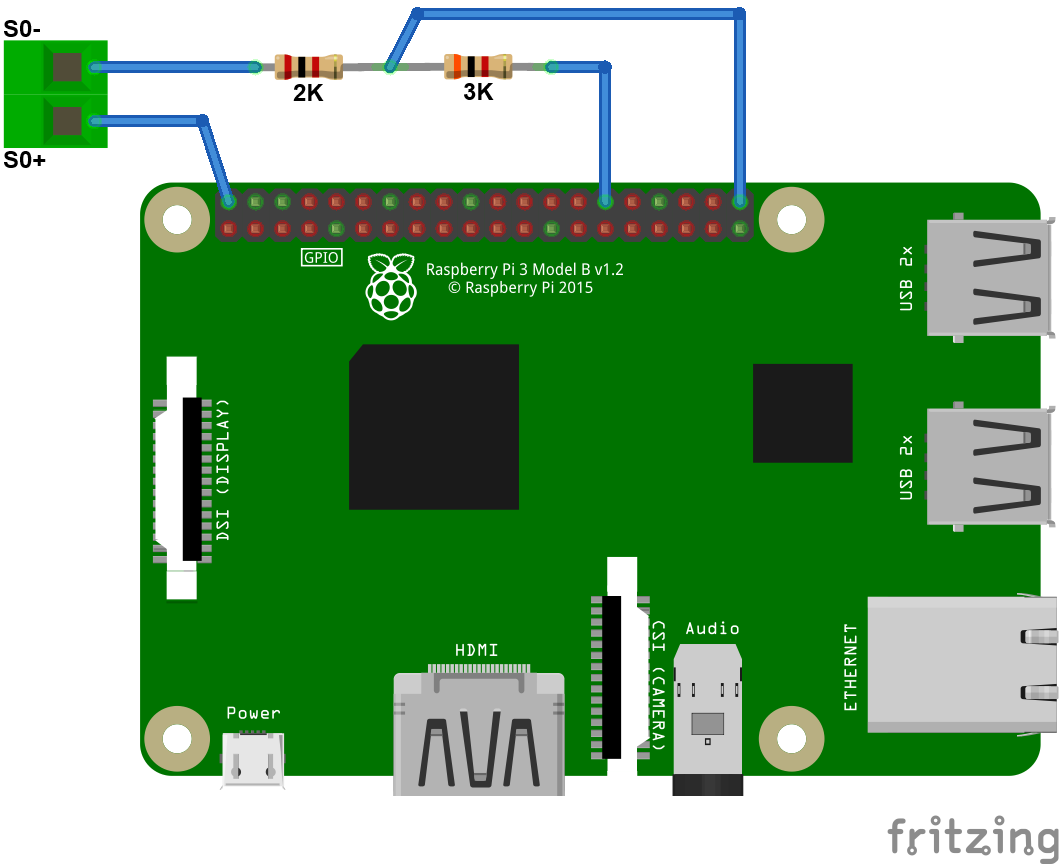 S0-
2K
3K
S0+
GPIO
Raspberry Pi 3 Model B v1.2
© Raspberry Pi 2015
USB 2x
DSI (DISPLAY)
USB 2x
HDMI
CSI (CAMERA)
Audio
ETHERNET
Power
fritzing